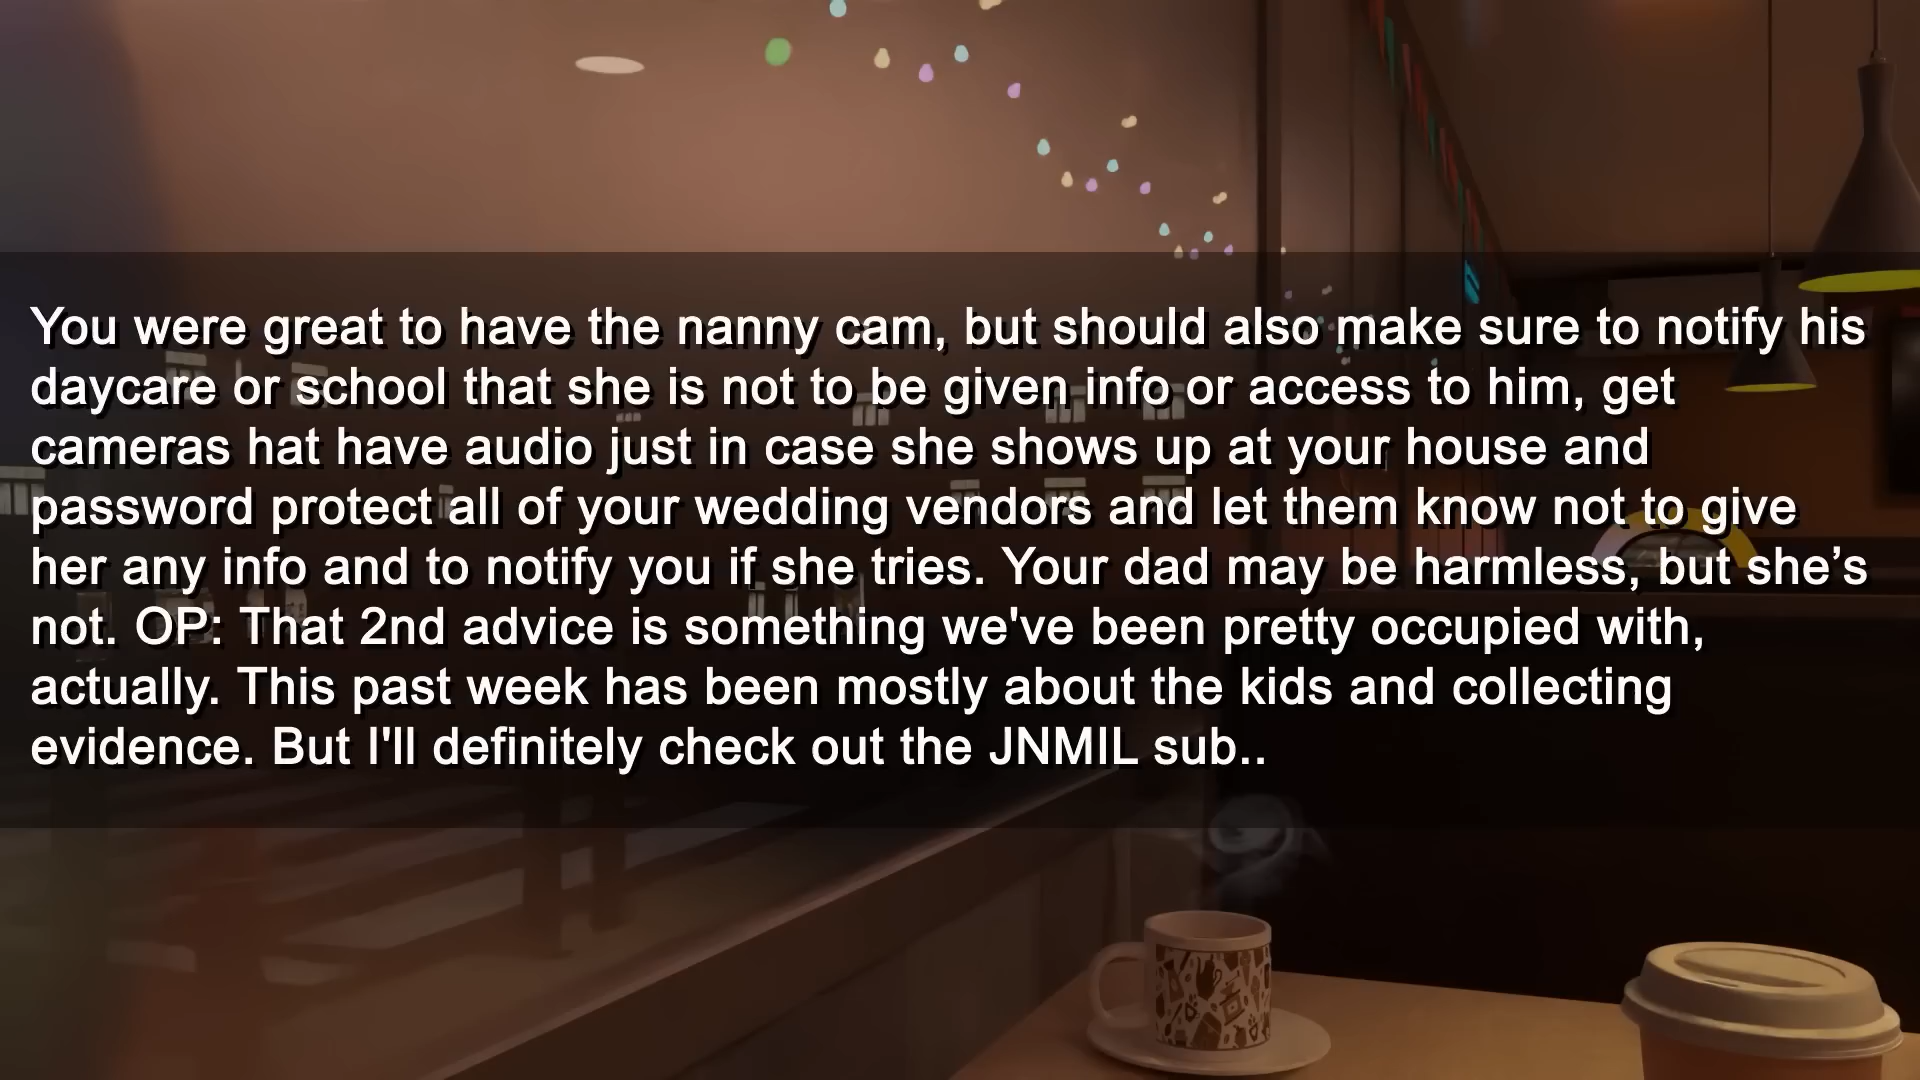 You were great to have the nanny cam, but should also make sure to notify his
daycare or school that she is not to be given info or access to him, get
cameras hat have audio just in case she shows up at your house and
password protect all of your wedding vendors and let them know not to give
her any info and to notify you if she tries. Your dad may be harmless, but she’s
not. OP: That 2nd advice is something we've been pretty occupied with,
actually. This past week has been mostly about the kids and collecting
evidence. But I'll definitely check out the JNMIL sub..